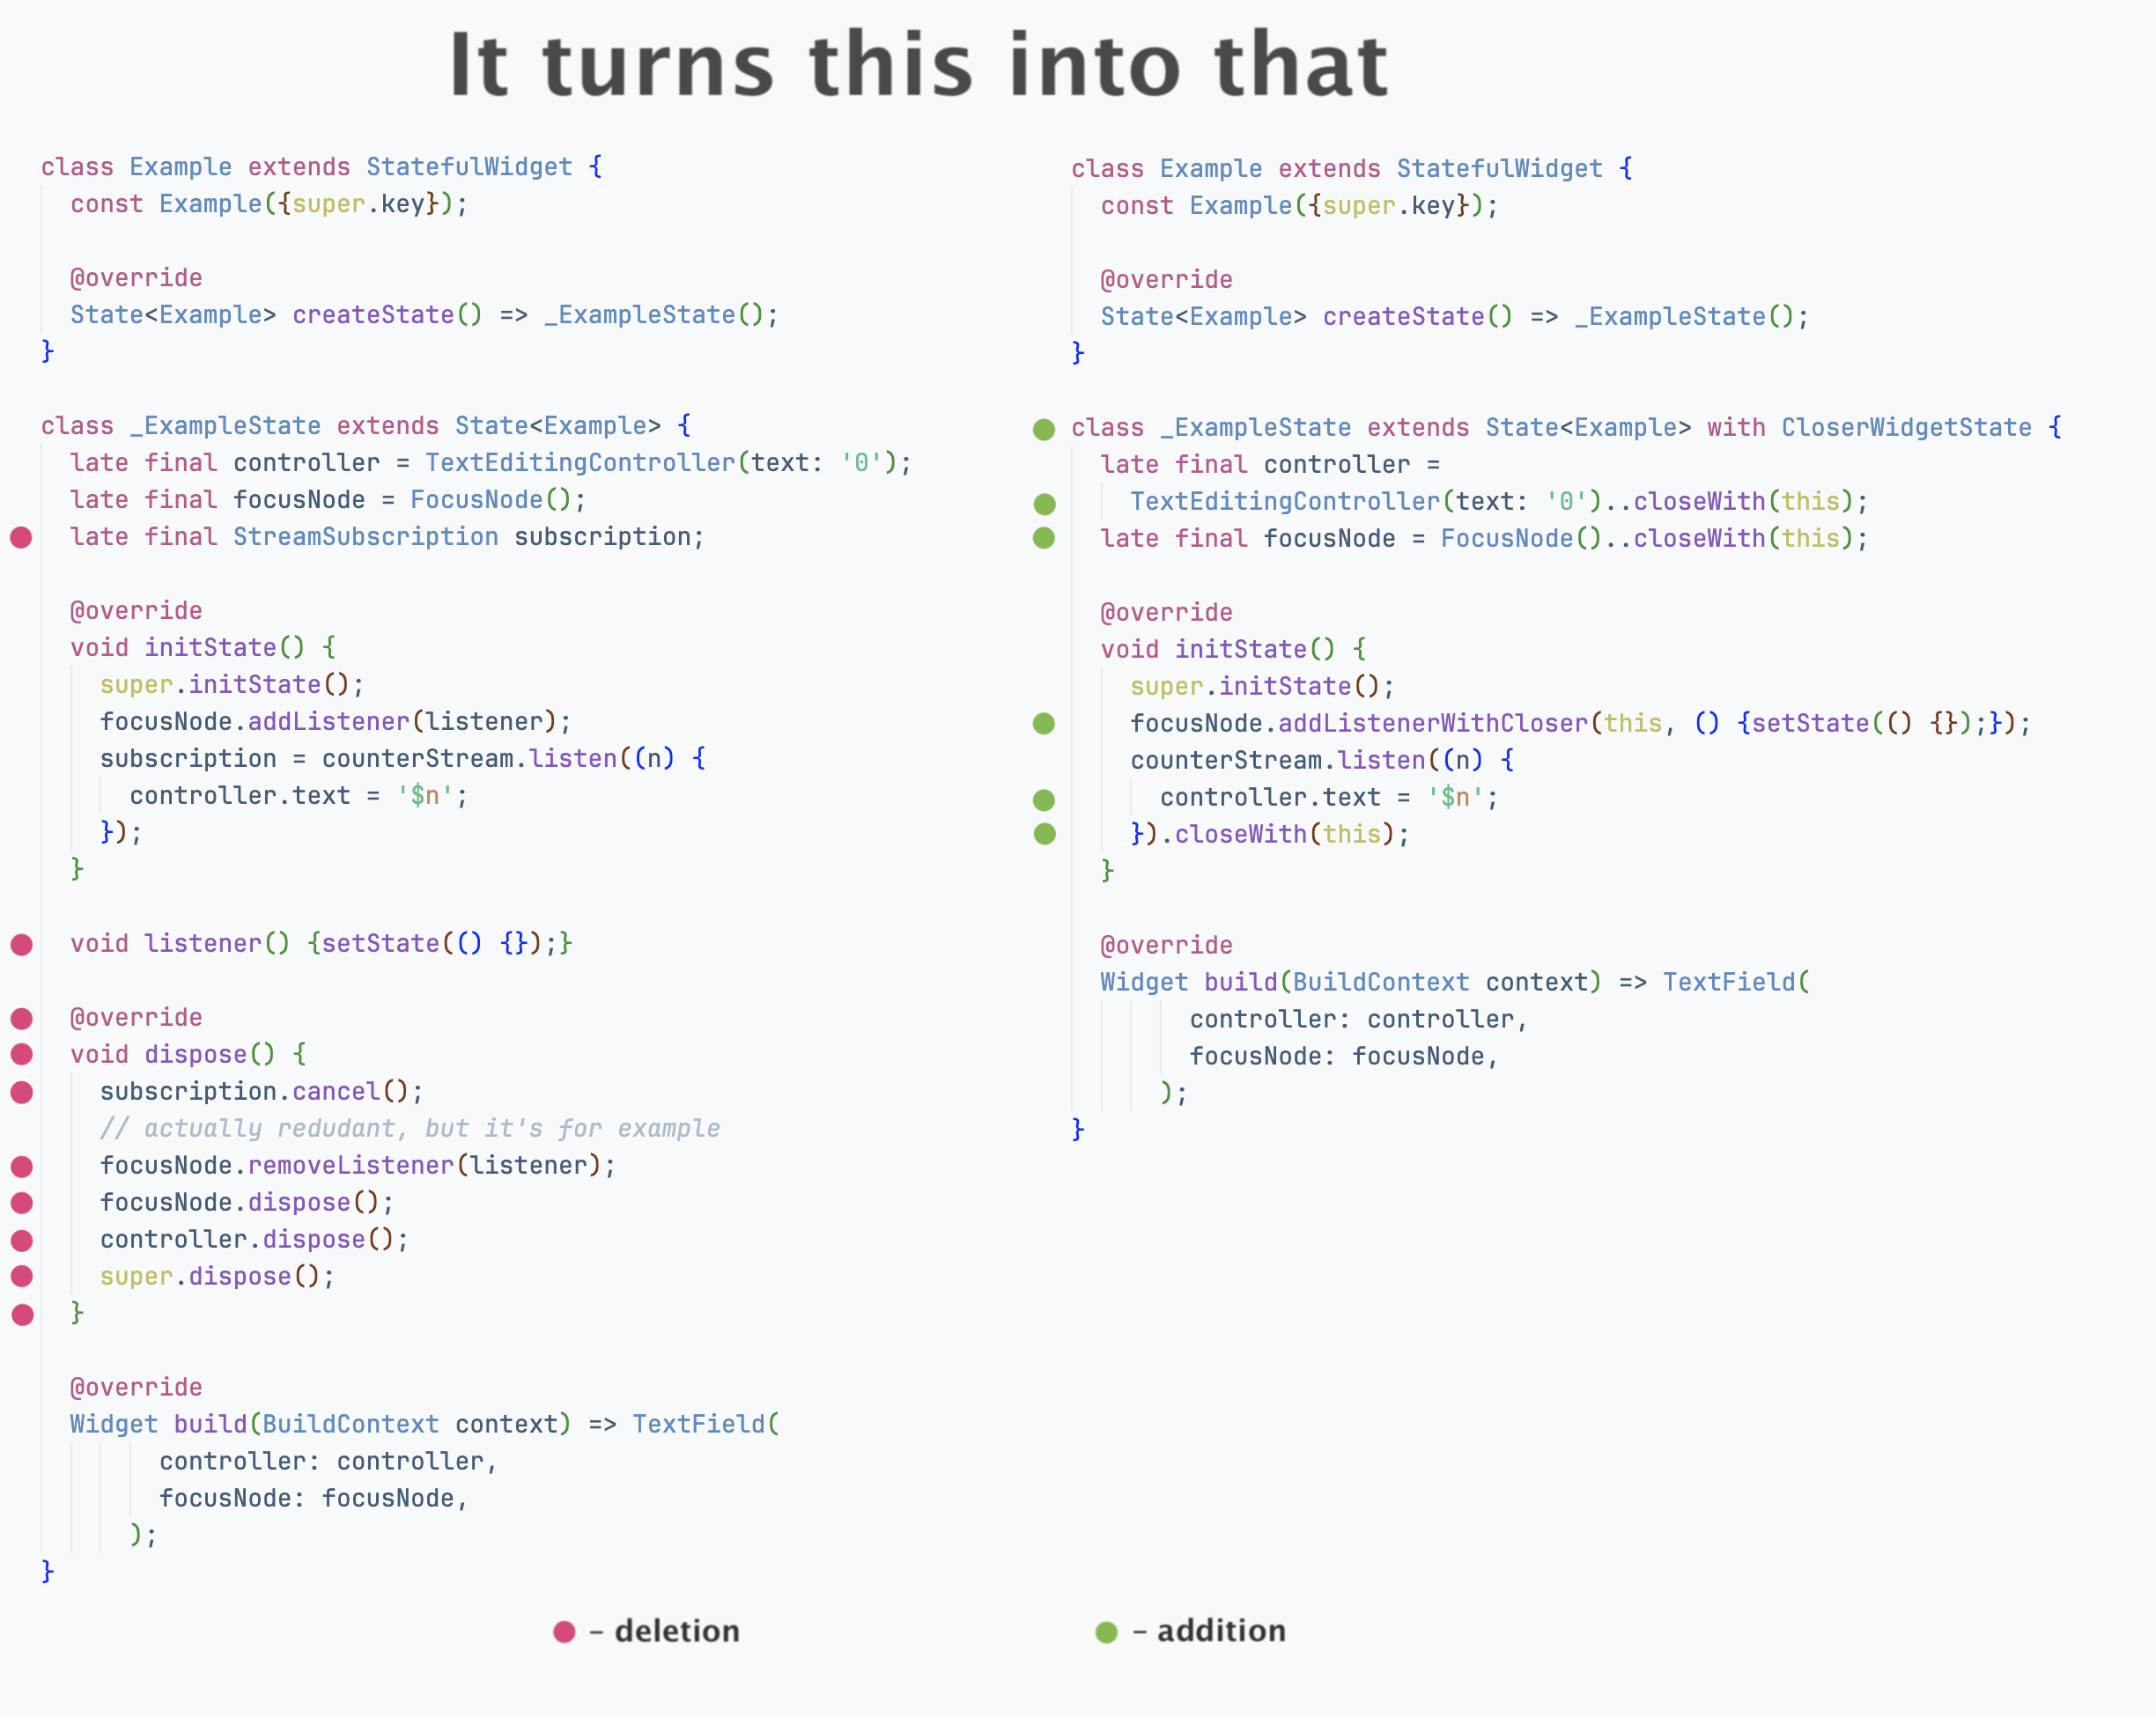 It turns this into that
class Example extends StatefulWidget {
  const Example({super.key});

  @override
  State<Example> createState() => _ExampleState();
}

class _ExampleState extends State<Example> {
  late final controller = TextEditingController(text: '0');
  late final focusNode = FocusNode();
  late final StreamSubscription subscription;

  @override
  void initState() {
    super.initState();
    focusNode.addListener(listener);
    subscription = counterStream.listen((n) {
      controller.text = '$n';
    });
  }

  void listener() {setState(() {});}

  @override
  void dispose() {
    subscription.cancel();
    // actually redudant, but it's for example
    focusNode.removeListener(listener);
    focusNode.dispose();
    controller.dispose();
    super.dispose();
  }

  @override
  Widget build(BuildContext context) => TextField(
        controller: controller,
        focusNode: focusNode,
      );
}
class Example extends StatefulWidget {
  const Example({super.key});

  @override
  State<Example> createState() => _ExampleState();
}

class _ExampleState extends State<Example> with CloserWidgetState {
  late final controller =
    TextEditingController(text: '0')..closeWith(this);
  late final focusNode = FocusNode()..closeWith(this);

  @override
  void initState() {
    super.initState();
    focusNode.addListenerWithCloser(this, () {setState(() {});});
    counterStream.listen((n) {
      controller.text = '$n';
    }).closeWith(this);
  }

  @override
  Widget build(BuildContext context) => TextField(
        controller: controller,
        focusNode: focusNode,
      );
}
– deletion
– addition